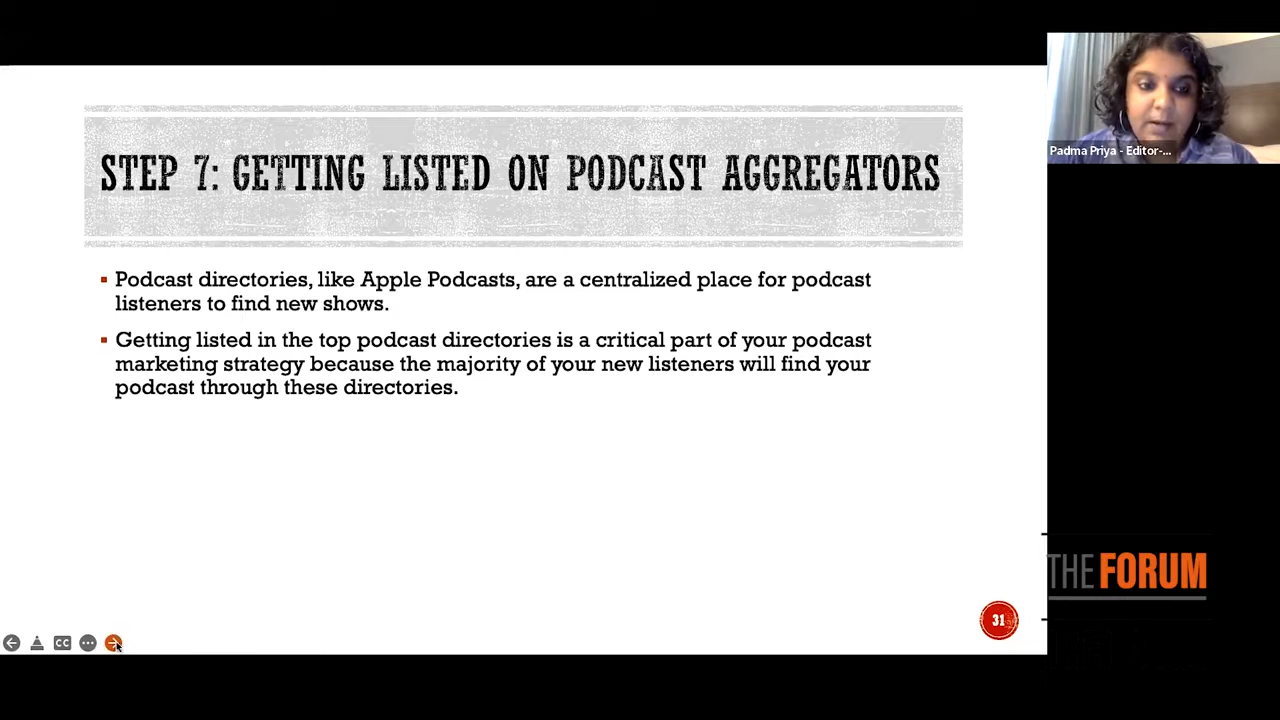 STEP 7: GETTING LISTED ON PODCAST AGGREGATORS
Podcast directories, like Apple Podcasts, are a centralized place for podcast
listeners to find new shows.
Getting listed in the top podcast directories is a critical part of your podcast
marketing strategy because the majority of your new listeners will find your
podcast through these directories.
Padma Priya - Editor-...
THE FORUM
31
CC